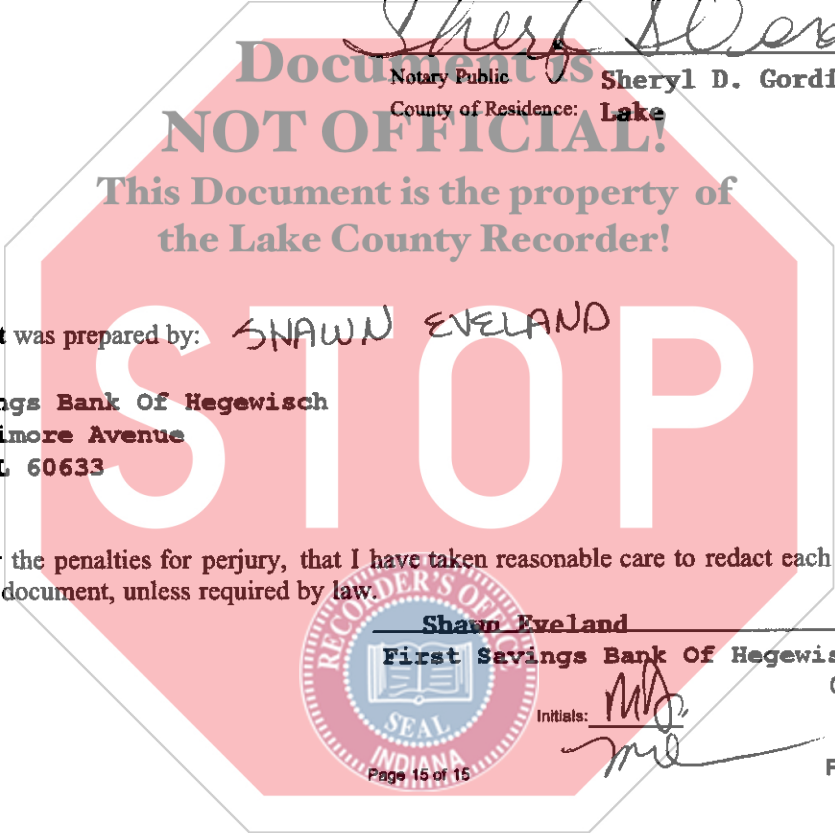 Document is
Notary Public Sheryl D. Gordf
NOT OFFICIAL!
County of Residence: Lake
This Document is the property of
the Lake County Recorder!
STOP
t was prepared by: SHAWN EVELAND
ngs Bank Of Hegewisch
imore Avenue
L 60633
r the penalties for perjury, that I have taken reasonable care to redact each
document, unless required by law.
RECORDER'S OFFICE
SEAL
INDIANA
Shawn Eveland
First Savings Bank Of Hegewis
Initials:
Page 15 of 15